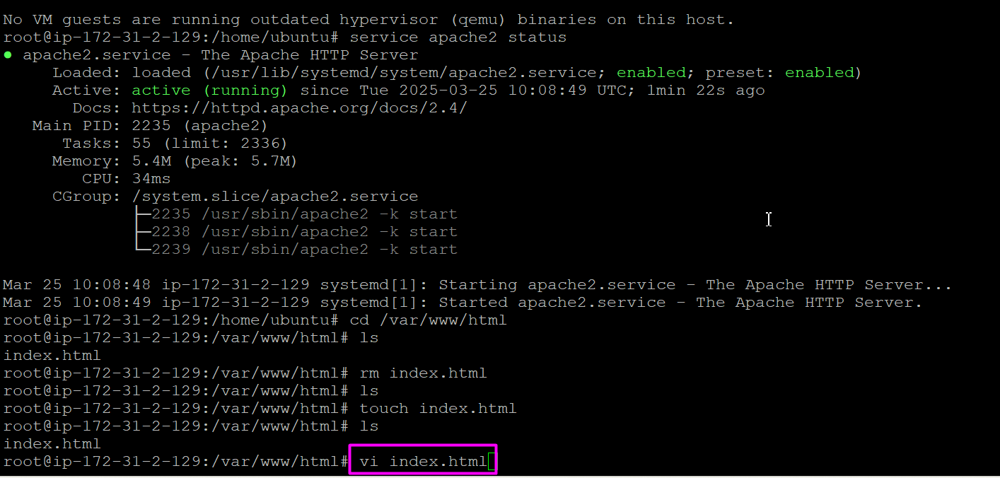 No VM guests are running outdated hypervisor (qemu) binaries on this host.
root@ip-172-31-2-129:/home/ubuntu# service apache2 status
● apache2.service - The Apache HTTP Server
Loaded: loaded (/usr/lib/systemd/system/apache2.service; enabled; preset: enabled)
Active: active (running) since Tue 2025-03-25 10:08:49 UTC; 1min 22s ago
Docs: https://httpd.apache.org/docs/2.4/
Main PID: 2235 (apache2)
Tasks: 55 (limit: 2336)
Memory: 5.4M (peak: 5.7M)
CPU: 34ms
CGroup: /system.slice/apache2.service
├─2235 /usr/sbin/apache2 -k start
├─2238 /usr/sbin/apache2 -k start
└─2239 /usr/sbin/apache2 -k start
Mar 25 10:08:48 ip-172-31-2-129 systemd[1]: Starting apache2.service - The Apache HTTP Server...
Mar 25 10:08:49 ip-172-31-2-129 systemd[1]: Started apache2.service - The Apache HTTP Server.
root@ip-172-31-2-129:/home/ubuntu# cd /var/www/html
root@ip-172-31-2-129:/var/www/html# ls
index.html
root@ip-172-31-2-129:/var/www/html# rm index.html
root@ip-172-31-2-129:/var/www/html# ls
root@ip-172-31-2-129:/var/www/html# touch index.html
root@ip-172-31-2-129:/var/www/html# ls
index.html
root@ip-172-31-2-129:/var/www/html# vi index.html